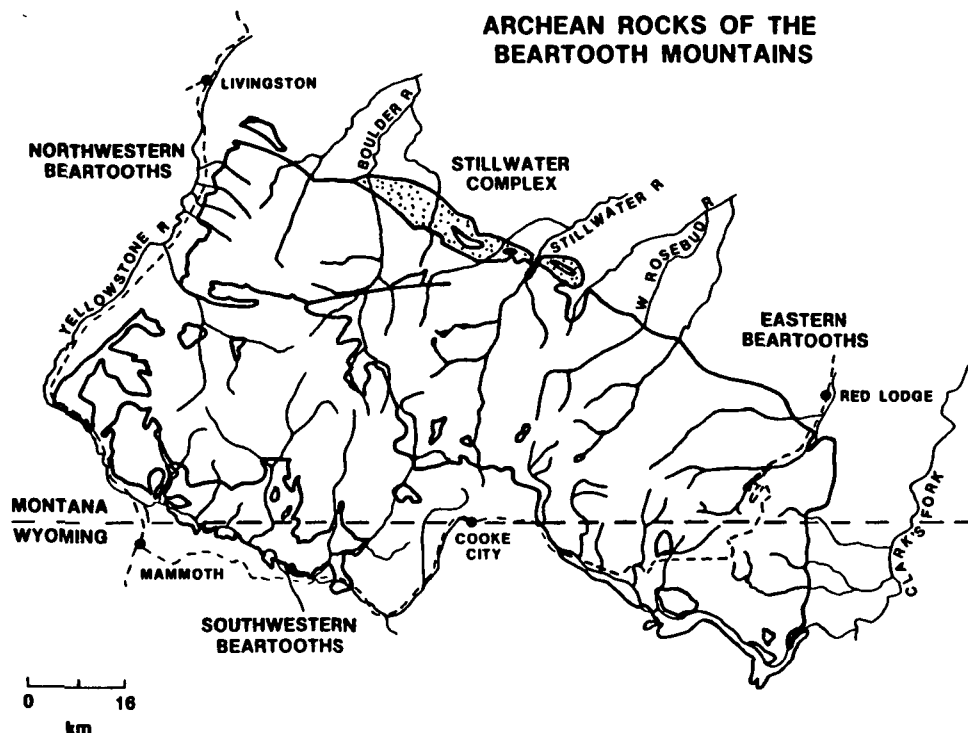 ARCHEAN ROCKS OF THE
BEARTOOTH MOUNTAINS
LIVINGSTON
BOULDER R
NORTHWESTERN
BEARTOOTHS
STILLWATER
COMPLEX
STILLWATER R
W ROSEBUD R
YELLOWSTONE R
EASTERN
BEARTOOTHS
RED LODGE
MONTANA
WYOMING
COOKE
CITY
CLARK'S FORK
MAMMOTH
SOUTHWESTERN
BEARTOOTHS
0 16
km